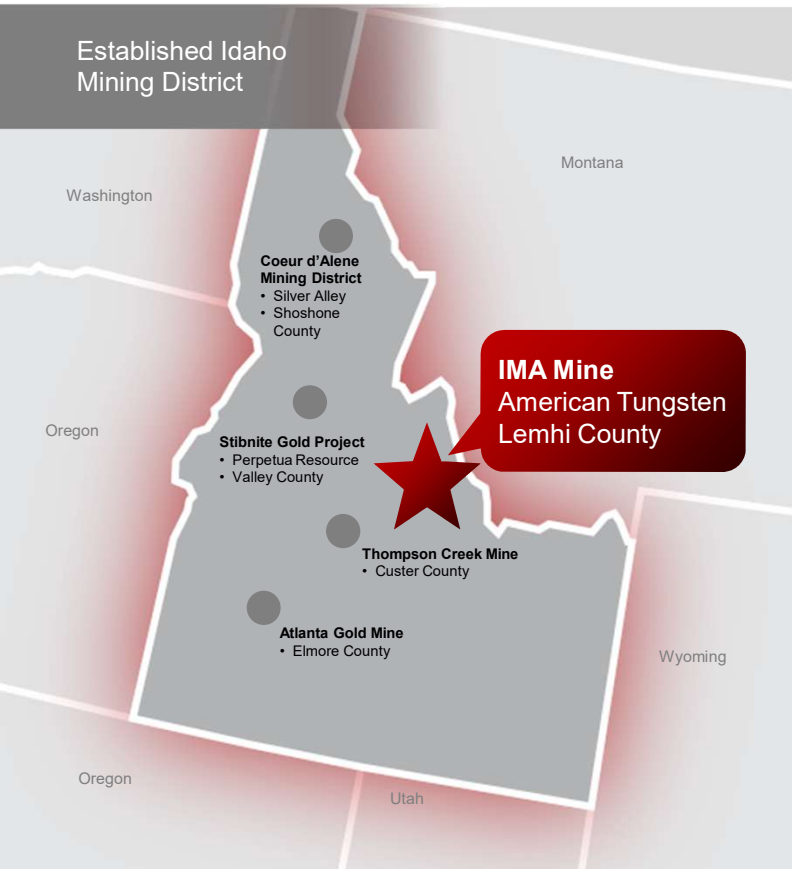 Established Idaho
Mining District
Montana
Washington
Coeur d’Alene
Mining District
• Silver Alley
• Shoshone
County
IMA Mine
American Tungsten
Lemhi County
Oregon
Stibnite Gold Project
• Perpetua Resource
• Valley County
Thompson Creek Mine
• Custer County
Atlanta Gold Mine
• Elmore County
Wyoming
Oregon
Utah